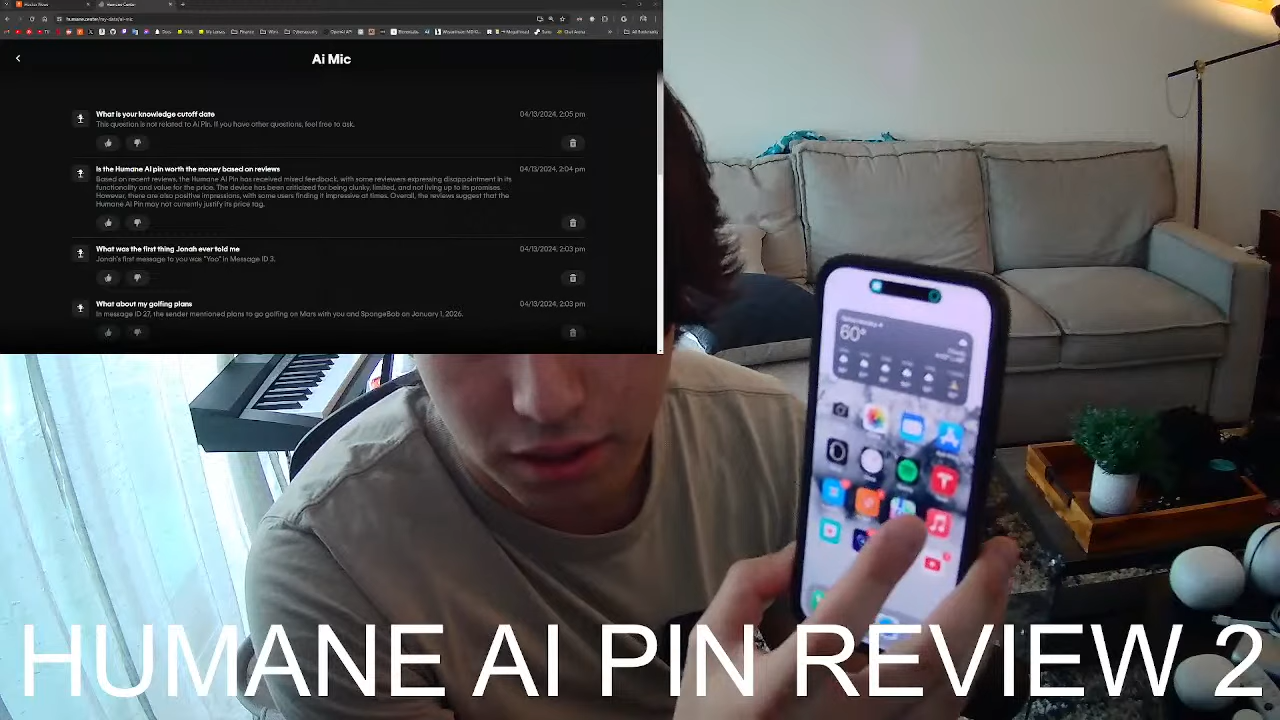 Humane Center
humane.center/my-data/ai-mic
Ai Mic
What is your knowledge cutoff date
04/13/2024, 2:05 pm
This question is not related to Ai Pin. If you have other questions, feel free to ask.
Is the Humane AI pin worth the money based on reviews
04/13/2024, 2:04 pm
Based on recent reviews, the Humane AI Pin has received mixed feedback, with some reviewers expressing disappointment in its
functionality and value for the price. The device has been criticized for being clunky, limited, and not living up to its promises.
However, there are also positive impressions, with some users finding it impressive at times. Overall, the reviews suggest that the
Humane AI Pin may not currently justify its price tag.
What was the first thing Jonah ever told me
04/13/2024, 2:03 pm
Jonah's first message to you was "Yoo" in Message ID 3.
What about my golfing plans
04/13/2024, 2:03 pm
In message ID 27, the sender mentioned plans to go golfing on Mars with you and SpongeBob on January 1, 2026.
60°
HUMANE AI PIN REVIEW 2